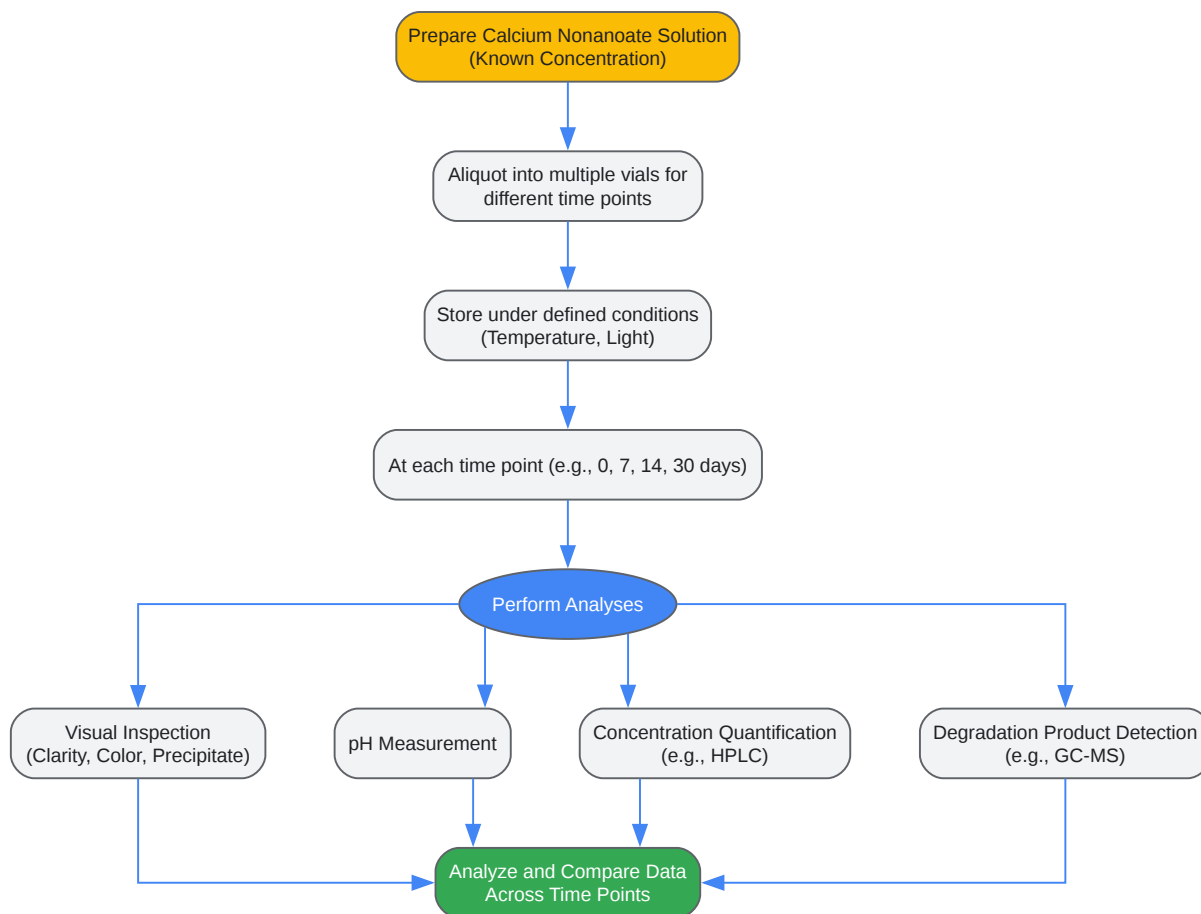 Prepare Calcium Nonanoate Solution
(Known Concentration)
Aliquot into multiple vials for
different time points
Store under defined conditions
(Temperature, Light)
At each time point (e.g., 0, 7, 14, 30 days)
Perform Analyses
Visual Inspection
(Clarity, Color, Precipitate)
pH Measurement
Concentration Quantification
(e.g., HPLC)
Degradation Product Detection
(e.g., GC-MS)
Analyze and Compare Data
Across Time Points